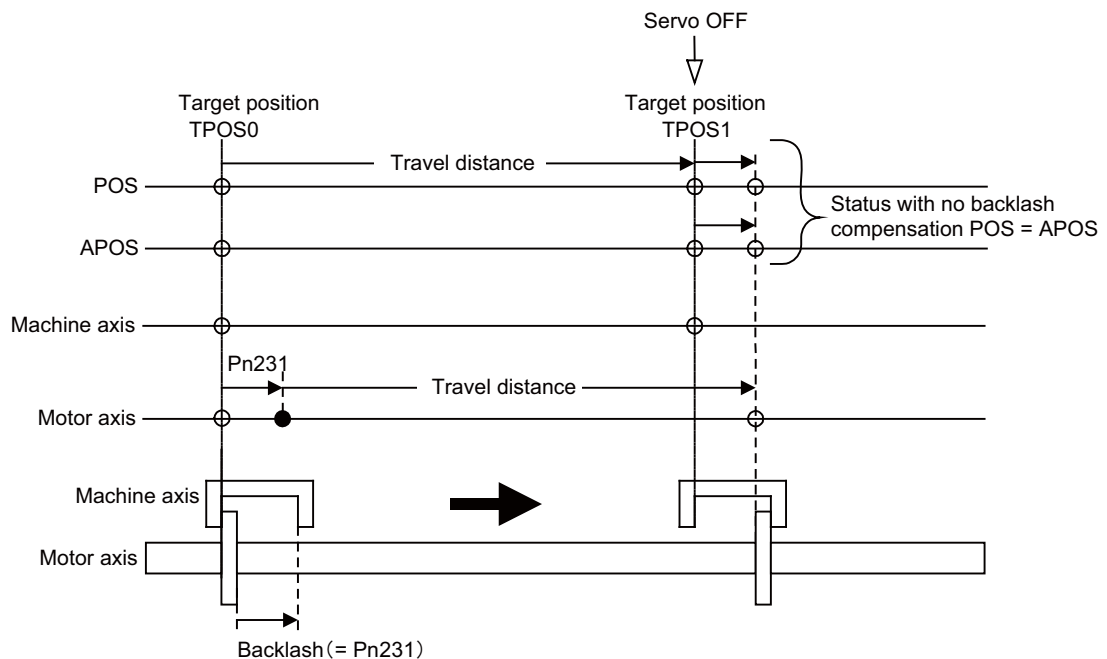 Servo OFF
Target position
TPOS0
Target position
TPOS1
Travel distance
POS
Status with no backlash
compensation POS = APOS
APOS
Machine axis
Pn231
Travel distance
Motor axis
Machine axis
Motor axis
Backlash（= Pn231）